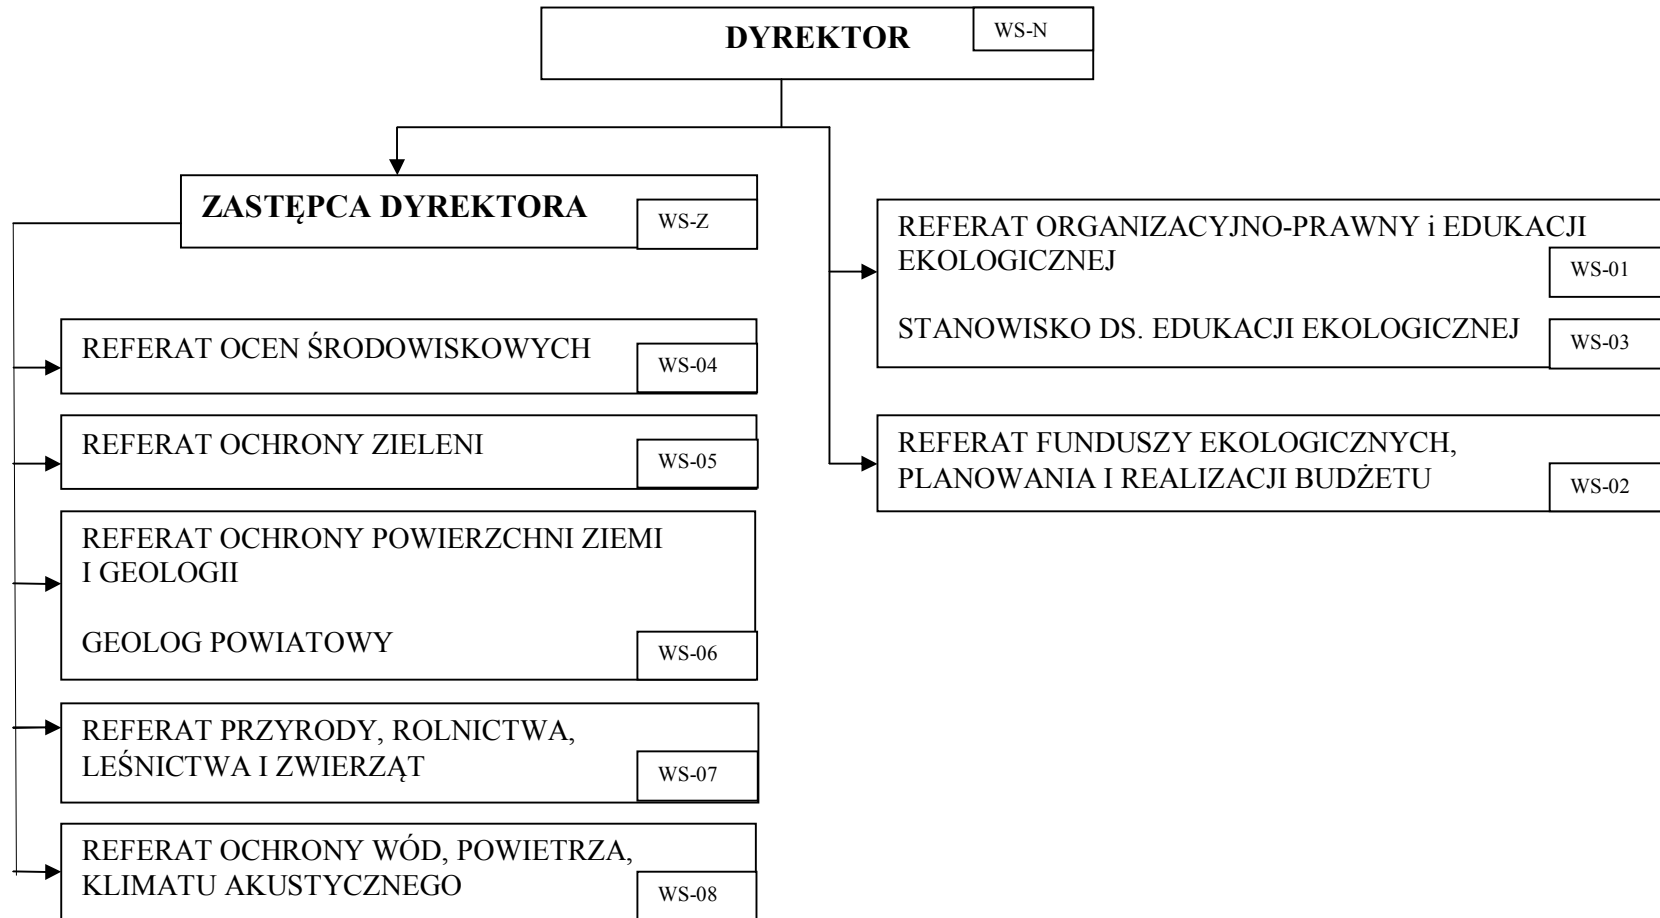 DYREKTOR
WS-N
ZASTĘPCA DYREKTORA
WS-Z
REFERAT OCEN ŚRODOWISKOWYCH
WS-04
REFERAT OCHRONY ZIELENI
WS-05
REFERAT OCHRONY POWIERZCHNI ZIEMI
I GEOLOGII
GEOLOG POWIATOWY
WS-06
REFERAT PRZYRODY, ROLNICTWA,
LEŚNICTWA I ZWIERZĄT
WS-07
REFERAT OCHRONY WÓD, POWIETRZA,
KLIMATU AKUSTYCZNEGO
WS-08
REFERAT ORGANIZACYJNO-PRAWNY i EDUKACJI
EKOLOGICZNEJ
WS-01
STANOWISKO DS. EDUKACJI EKOLOGICZNEJ
WS-03
REFERAT FUNDUSZY EKOLOGICZNYCH,
PLANOWANIA I REALIZACJI BUDŻETU
WS-02